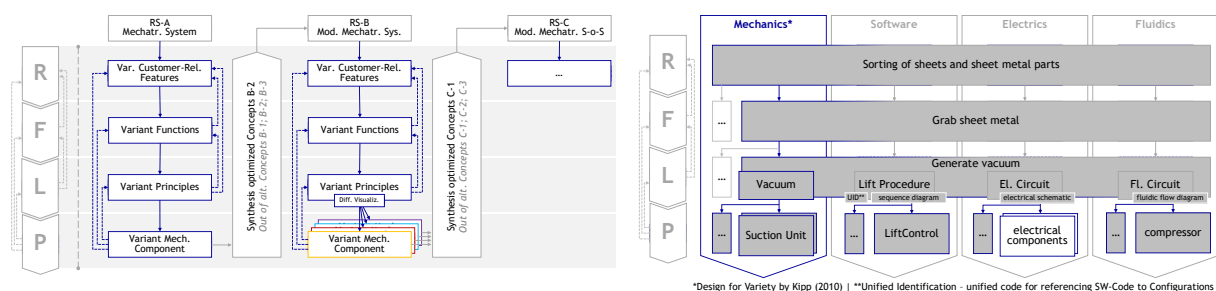 RS-A
Mechatr. System
RS-B
Mod. Mechatr. Sys.
RS-C
Mod. Mechatr. S-o-S
R
F
L
P
Var. Customer-Rel.
Features
Variant Functions
Variant Principles
Variant Mech.
Component
Synthesis optimized Concepts B-2
Out of alt. Concepts B-1; B-2; B-3
Var. Customer-Rel.
Features
Variant Functions
Variant Principles
Diff. Visualiz.
Variant Mech.
Component
Synthesis optimized Concepts C-1
Out of alt. Concepts C-1; C-2; C-3
...
R
F
L
P
Mechanics*
Software
Electrics
Fluidics
Sorting of sheets and sheet metal parts
...
Grab sheet metal
...
Generate vacuum
Vacuum
Lift Procedure
El. Circuit
Fl. Circuit
UID**
sequence diagram
electrical schematic
fluidic flow diagram
...
Suction Unit
...
LiftControl
...
electrical
components
...
compressor
*Design for Variety by Kipp (2010) | **Unified Identification - unified code for referencing SW-Code to Configurations